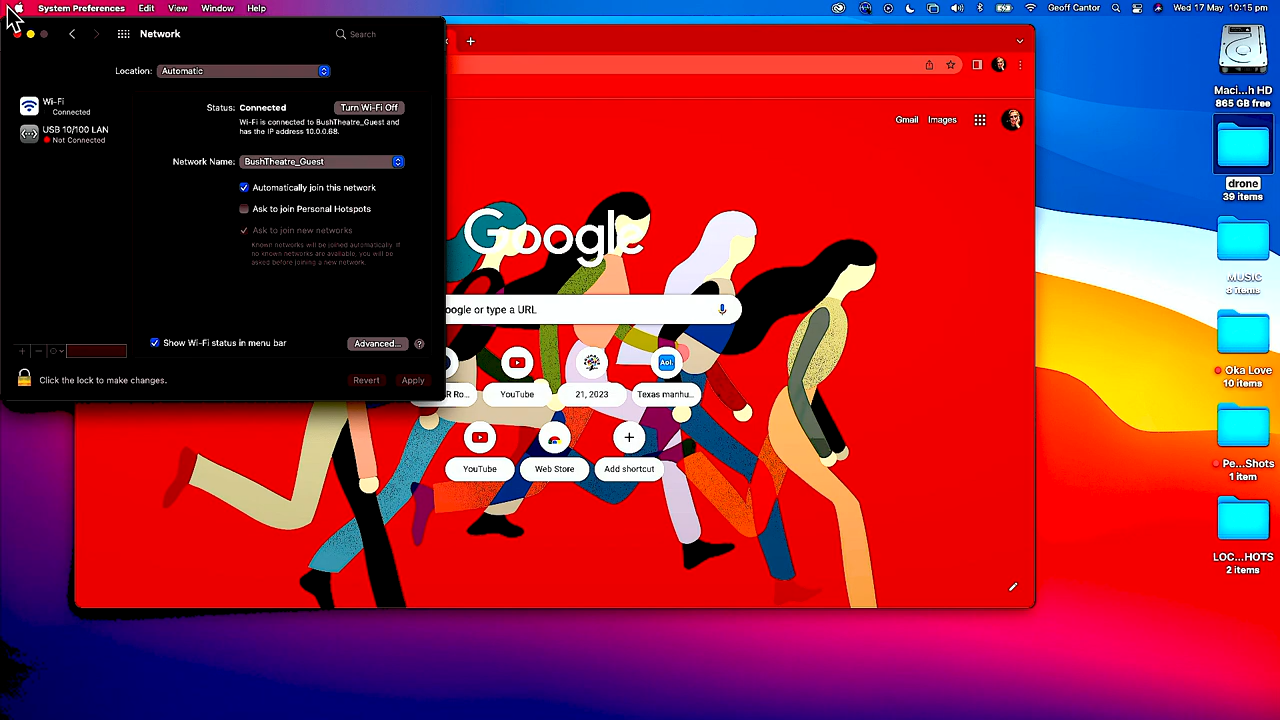 System Preferences Edit View Window Help
Geoff Cantor Wed 17 May 10:15 pm
Network
Search
Location: Automatic
Wi-Fi
Connected
USB 10/100 LAN
Not Connected
Status: Connected
Turn Wi-Fi Off
Wi-Fi is connected to BushTheatre_Guest and
has the IP address 10.0.0.68.
Network Name: BushTheatre_Guest
Automatically join this network
Ask to join Personal Hotspots
Ask to join new networks
Known networks will be joined automatically. If
no known networks are available, you will be
asked before joining a new network.
Show Wi-Fi status in menu bar
Advanced...
?
Click the lock to make changes.
Revert
Apply
Gmail Images
Google
oogle or type a URL
Aol.
R Ro...
YouTube
21, 2023
Texas manhu...
YouTube
Web Store
Add shortcut
Maci...h HD
865 GB free
drone
39 items
MUSIC
8 items
Oka Love
10 items
Pe...Shots
1 item
LOC...HOTS
2 items